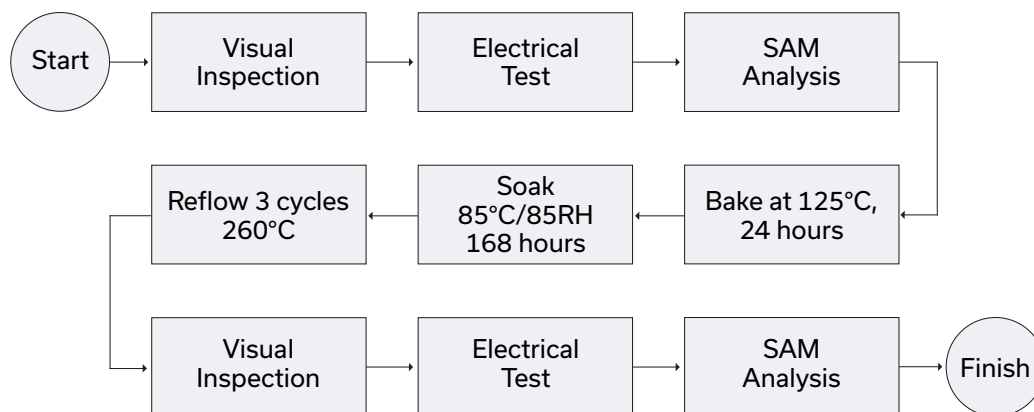 Start
Visual
Inspection
Electrical
Test
SAM
Analysis
Reflow 3 cycles
260°C
Soak
85°C/85RH
168 hours
Bake at 125°C,
24 hours
Visual
Inspection
Electrical
Test
SAM
Analysis
Finish